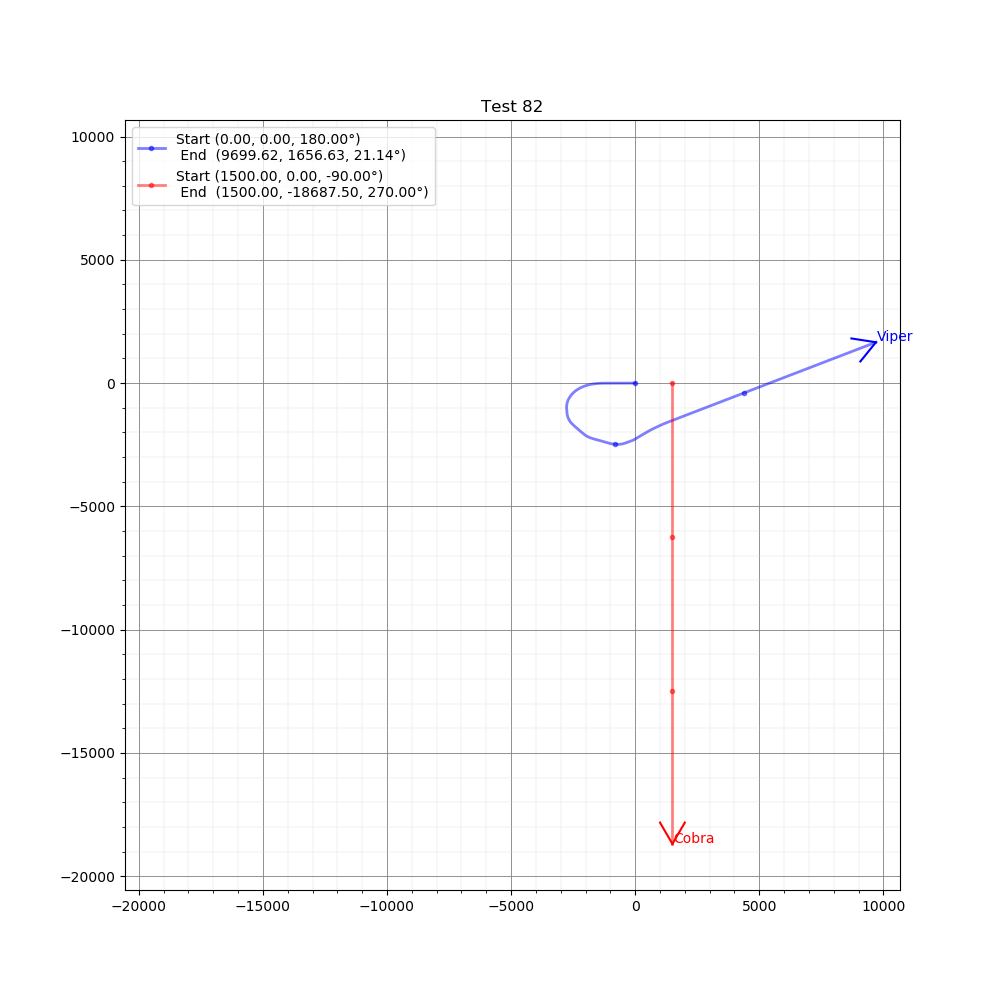 Test 82
Start (0.00, 0.00, 180.00°)
End (9699.62, 1656.63, 21.14°)
Start (1500.00, 0.00, -90.00°)
End (1500.00, -18687.50, 270.00°)
10000
5000
0
−5000
−10000
−15000
−20000
Viper
Cobra
−20000
−15000
−10000
−5000
0
5000
10000